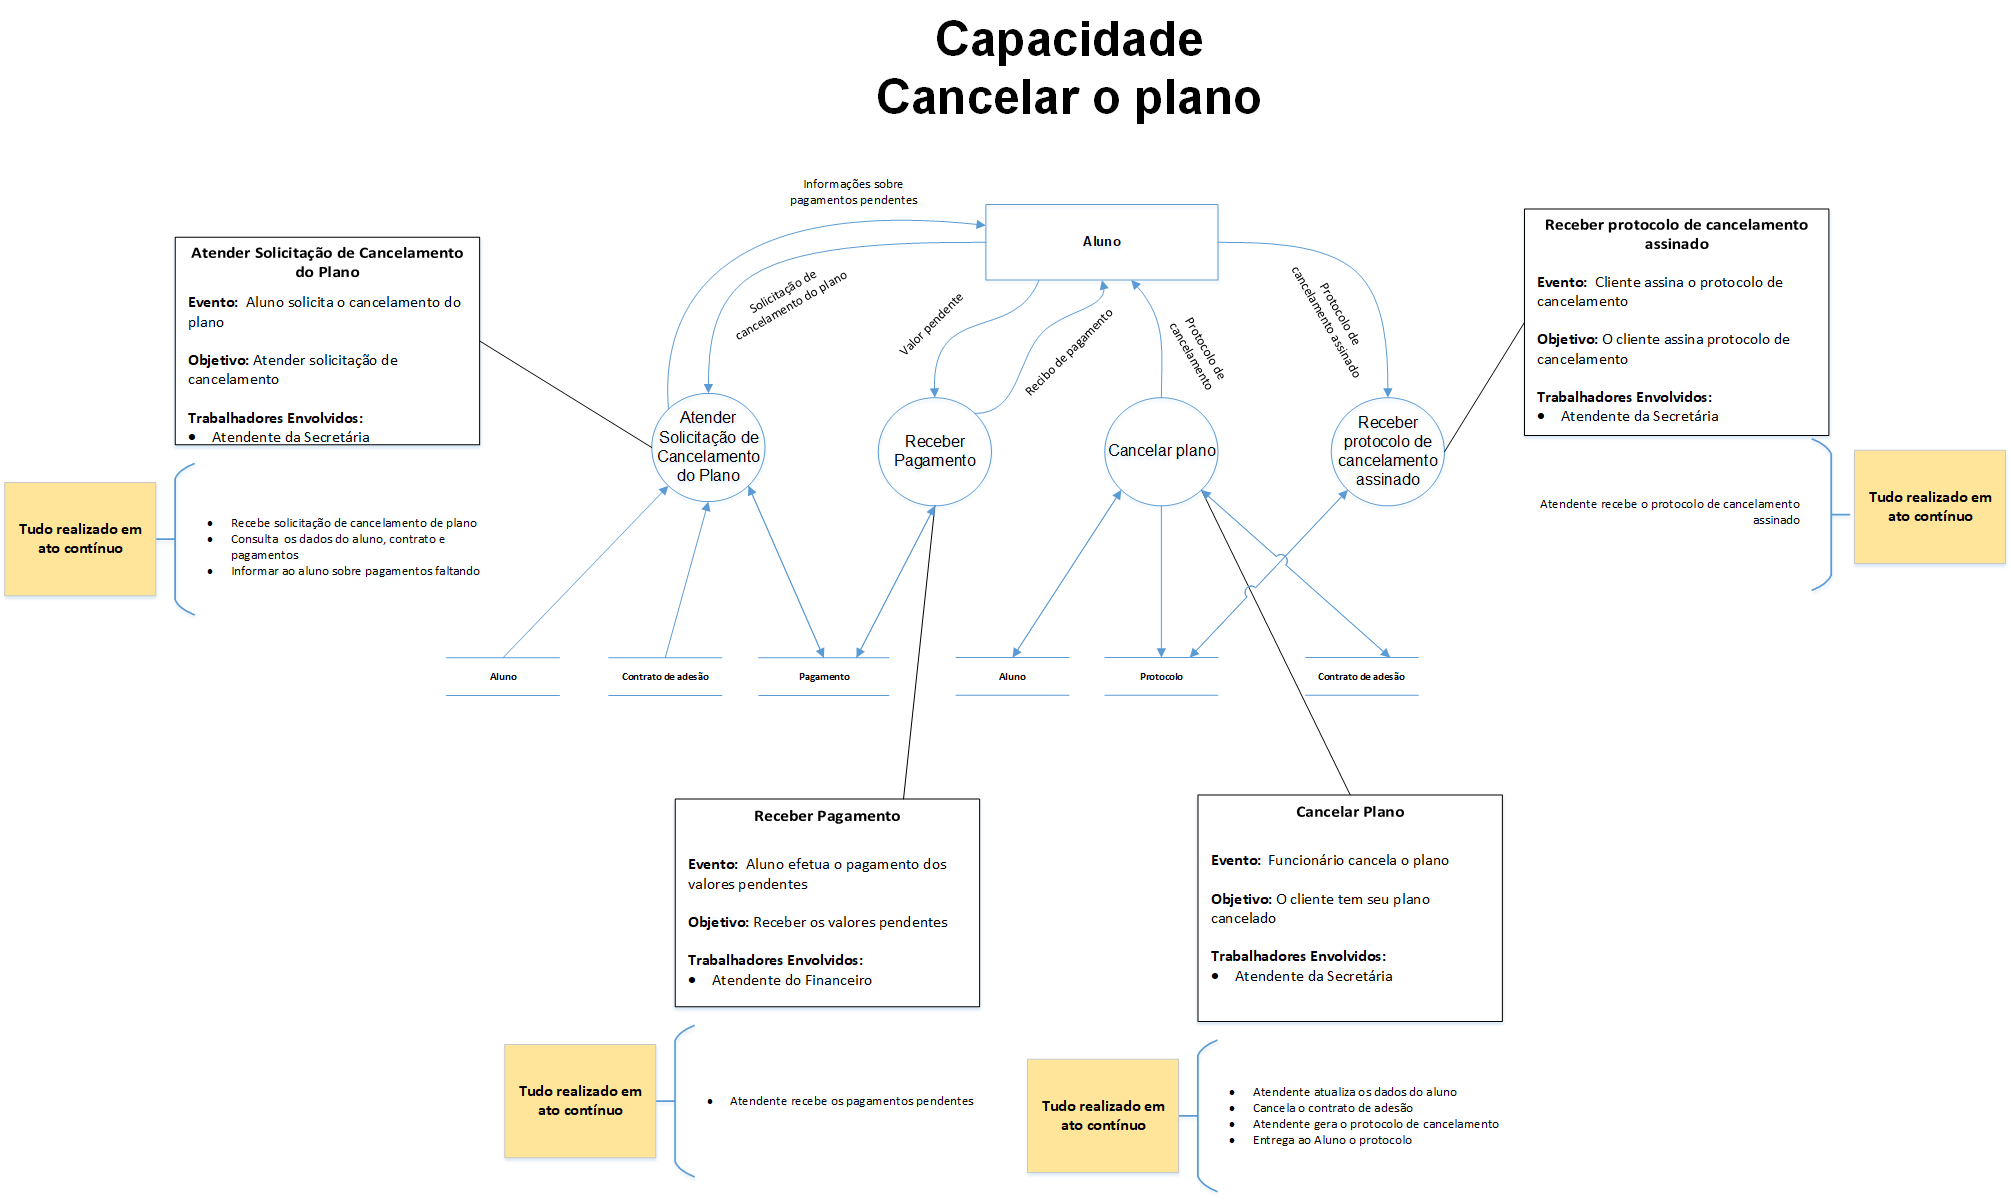 Capacidade
Cancelar o plano
Informações sobre
pagamentos pendentes
Aluno
Solicitação de
cancelamento do plano
Valor pendente
Recibo de pagamento
Protocolo de
cancelamento
Protocolo de
cancelamento assinado
Atender Solicitação de Cancelamento
do Plano
Evento: Aluno solicita o cancelamento do
plano
Objetivo: Atender solicitação de
cancelamento
Trabalhadores Envolvidos:
• Atendente da Secretária
Receber protocolo de cancelamento
assinado
Evento: Cliente assina o protocolo de
cancelamento
Objetivo: O cliente assina protocolo de
cancelamento
Trabalhadores Envolvidos:
• Atendente da Secretária
Atender
Solicitação de
Cancelamento
do Plano
Receber
Pagamento
Cancelar plano
Receber
protocolo de
cancelamento
assinado
Tudo realizado em
ato contínuo
• Recebe solicitação de cancelamento de plano
• Consulta os dados do aluno, contrato e
pagamentos
• Informar ao aluno sobre pagamentos faltando
Atendente recebe o protocolo de cancelamento
assinado
Tudo realizado em
ato contínuo
Aluno
Contrato de adesão
Pagamento
Aluno
Protocolo
Contrato de adesão
Receber Pagamento
Evento: Aluno efetua o pagamento dos
valores pendentes
Objetivo: Receber os valores pendentes
Trabalhadores Envolvidos:
• Atendente do Financeiro
Cancelar Plano
Evento: Funcionário cancela o plano
Objetivo: O cliente tem seu plano
cancelado
Trabalhadores Envolvidos:
• Atendente da Secretária
Tudo realizado em
ato contínuo
• Atendente recebe os pagamentos pendentes
Tudo realizado em
ato contínuo
• Atendente atualiza os dados do aluno
• Cancela o contrato de adesão
• Atendente gera o protocolo de cancelamento
• Entrega ao Aluno o protocolo